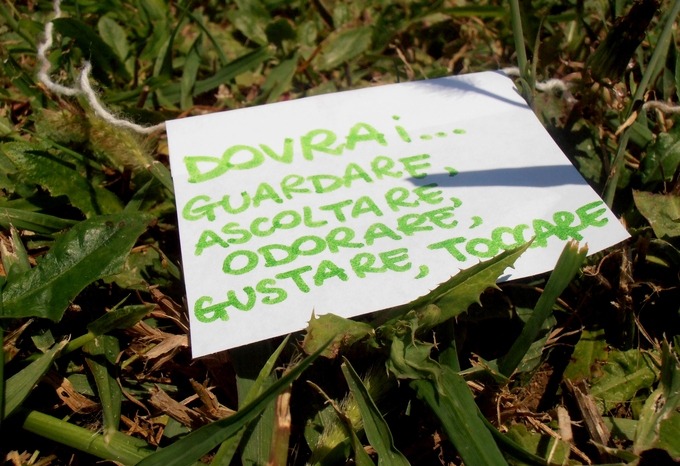 DOVRAi...
GUARDARE,
ASCOLTARE,
ODORARE,
GUSTARE, TOCCARE